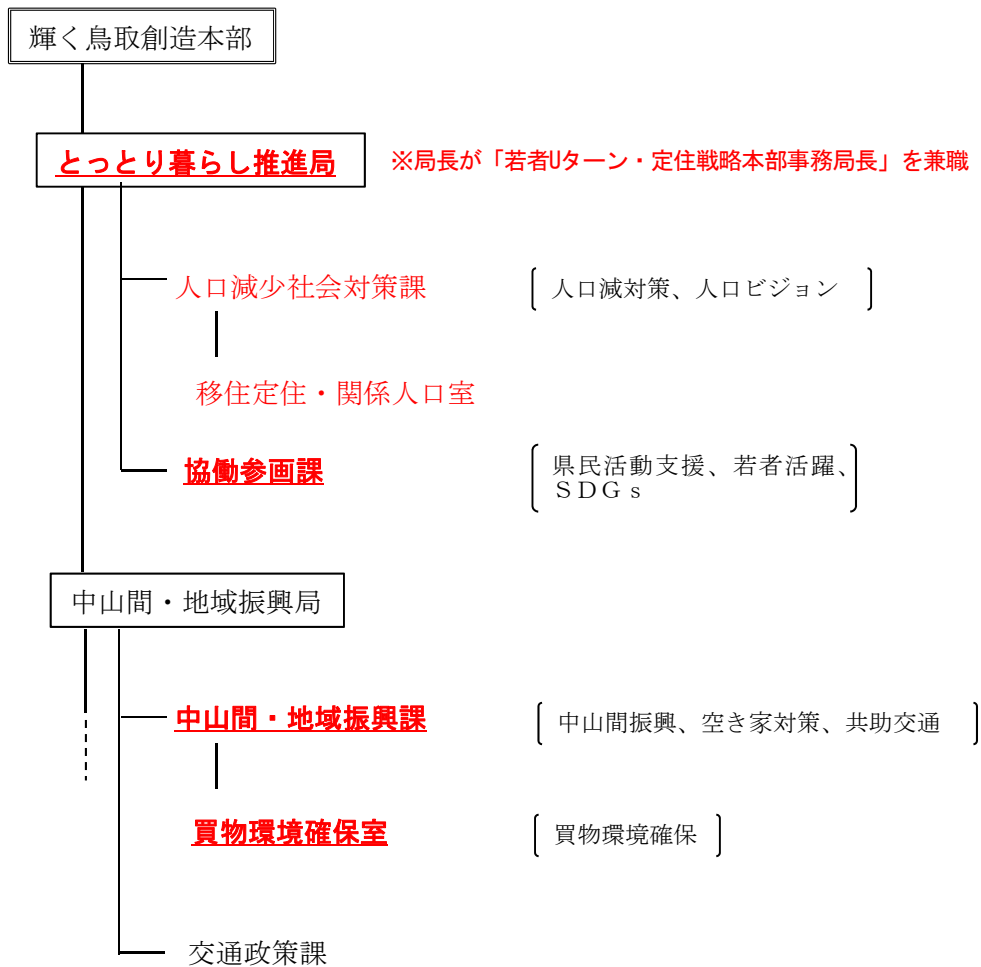 輝く鳥取創造本部
とっとり暮らし推進局
※局長が「若者Uターン・定住戦略本部事務局長」を兼職
人口減少社会対策課
人口減対策、人口ビジョン
移住定住・関係人口室
協働参画課
県民活動支援、若者活躍、
ＳＤＧｓ
中山間・地域振興局
中山間・地域振興課
中山間振興、空き家対策、共助交通
買物環境確保室
買物環境確保
交通政策課